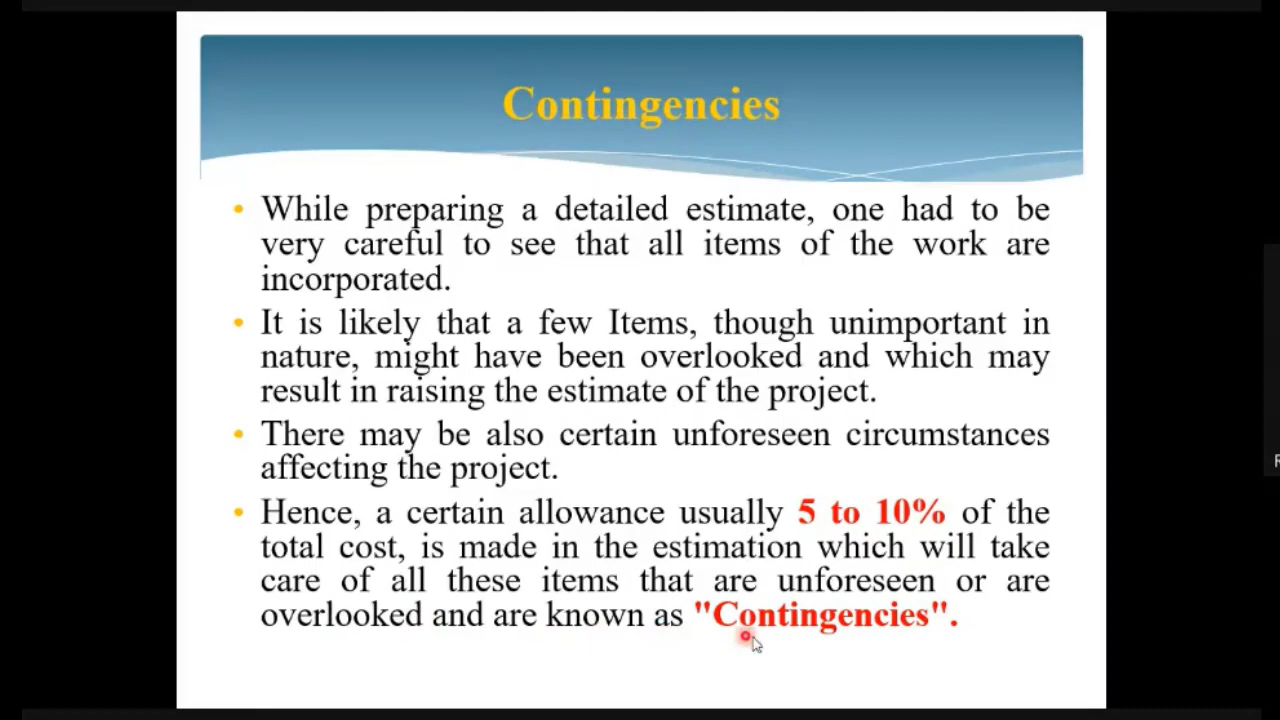 Contingencies
• While preparing a detailed estimate, one had to be
very careful to see that all items of the work are
incorporated.
• It is likely that a few Items, though unimportant in
nature, might have been overlooked and which may
result in raising the estimate of the project.
• There may be also certain unforeseen circumstances
affecting the project.
• Hence, a certain allowance usually 5 to 10% of the
total cost, is made in the estimation which will take
care of all these items that are unforeseen or are
overlooked and are known as "Contingencies".